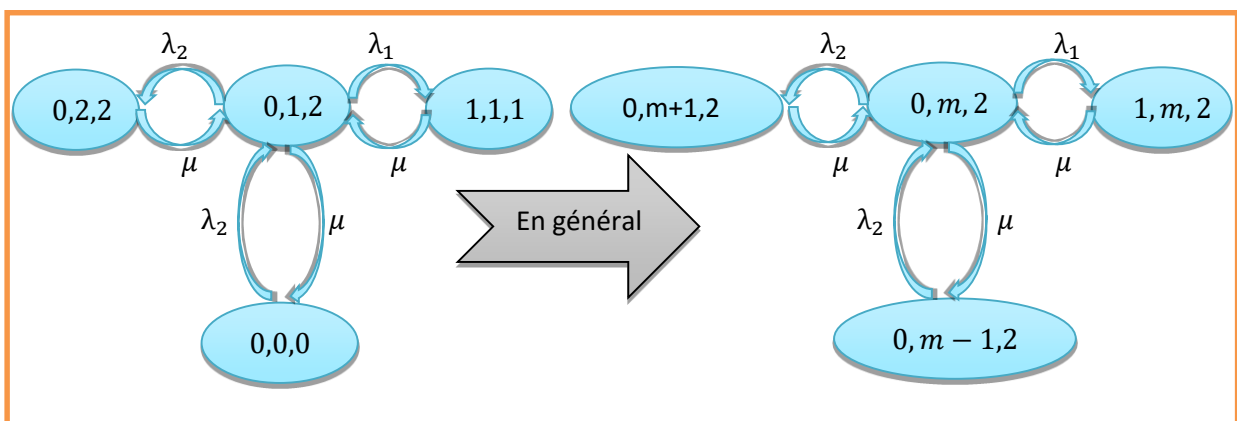 λ₂ λ₁ λ₂ λ₁
0,2,2 0,1,2 1,1,1 0,m+1,2 0, m, 2 1, m, 2
μ μ μ μ
λ₂ μ En général λ₂ μ
0,0,0 0, m − 1,2